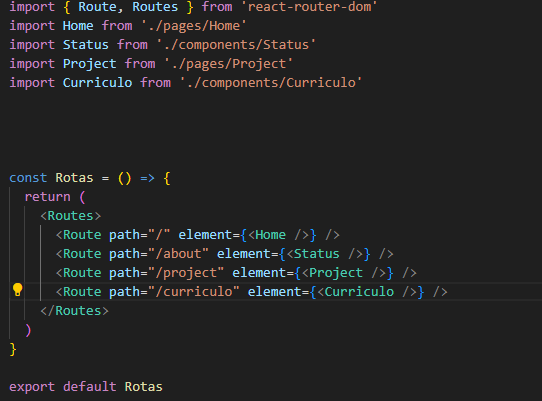 import { Route, Routes } from 'react-router-dom'
import Home from './pages/Home'
import Status from './components/Status'
import Project from './pages/Project'
import Curriculo from './components/Curriculo'
const Rotas = () => {
  return (
    <Routes>
      <Route path="/" element={<Home />} />
      <Route path="/about" element={<Status />} />
      <Route path="/project" element={<Project />} />
      <Route path="/curriculo" element={<Curriculo />} />
    </Routes>
  )
}
export default Rotas